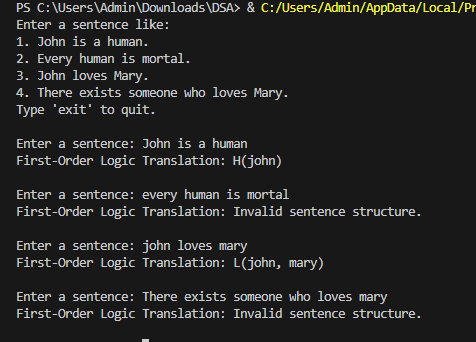 PS C:\Users\Admin\Downloads\DSA> & C:/Users/Admin/AppData/Local/Pr
Enter a sentence like:
1. John is a human.
2. Every human is mortal.
3. John loves Mary.
4. There exists someone who loves Mary.
Type 'exit' to quit.
Enter a sentence: John is a human
First-Order Logic Translation: H(john)
Enter a sentence: every human is mortal
First-Order Logic Translation: Invalid sentence structure.
Enter a sentence: john loves mary
First-Order Logic Translation: L(john, mary)
Enter a sentence: There exists someone who loves mary
First-Order Logic Translation: Invalid sentence structure.